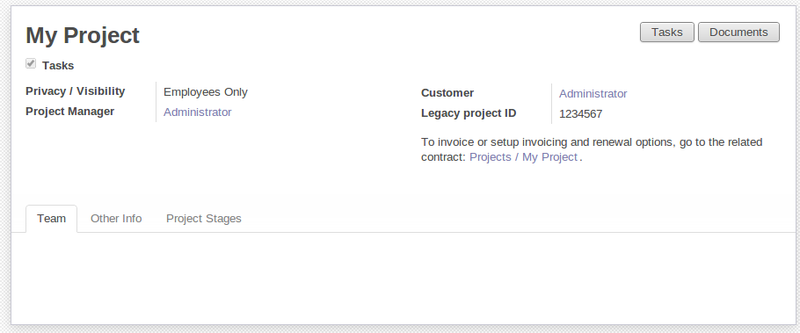 My Project
Tasks Documents
Tasks
Privacy / Visibility Employees Only
Project Manager Administrator
Customer Administrator
Legacy project ID 1234567
To invoice or setup invoicing and renewal options, go to the related
contract: Projects / My Project.
Team Other Info Project Stages